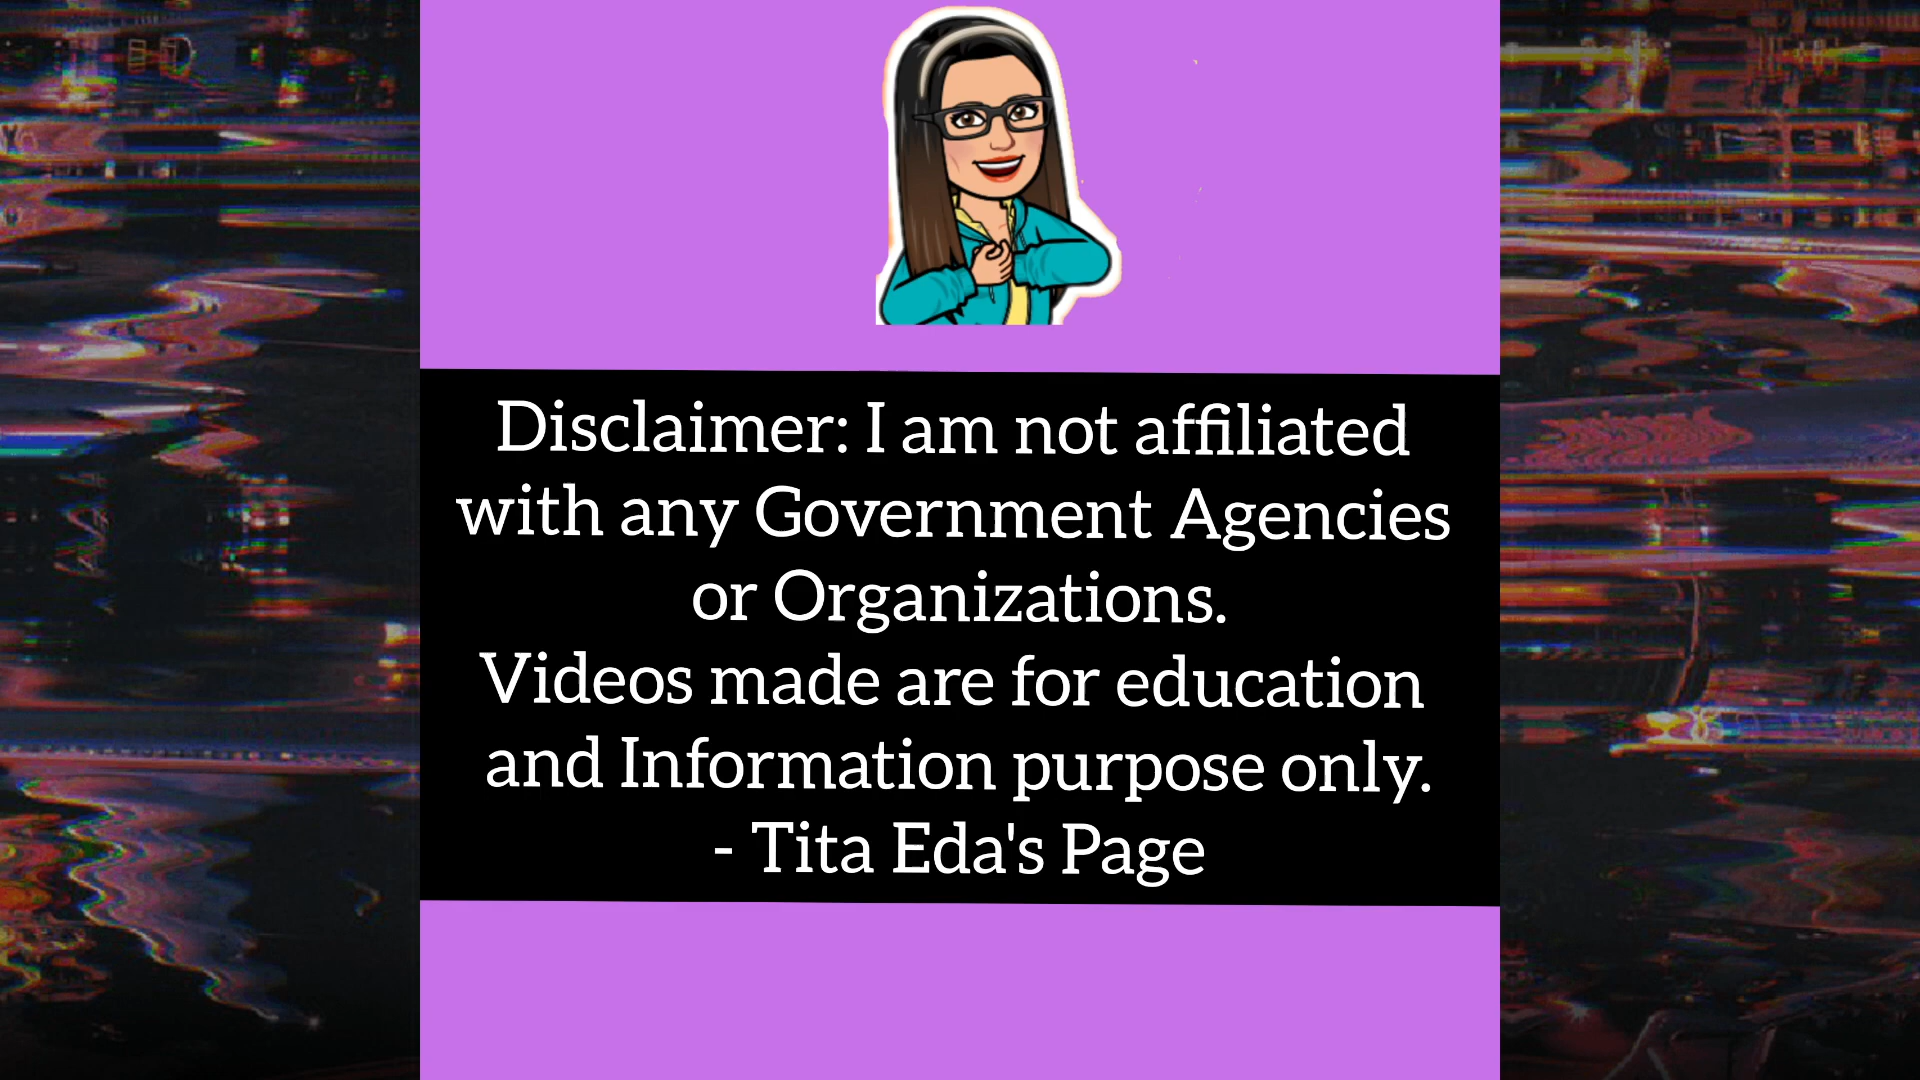 Disclaimer: I am not affiliated
with any Government Agencies
or Organizations.
Videos made are for education
and Information purpose only.
- Tita Eda's Page